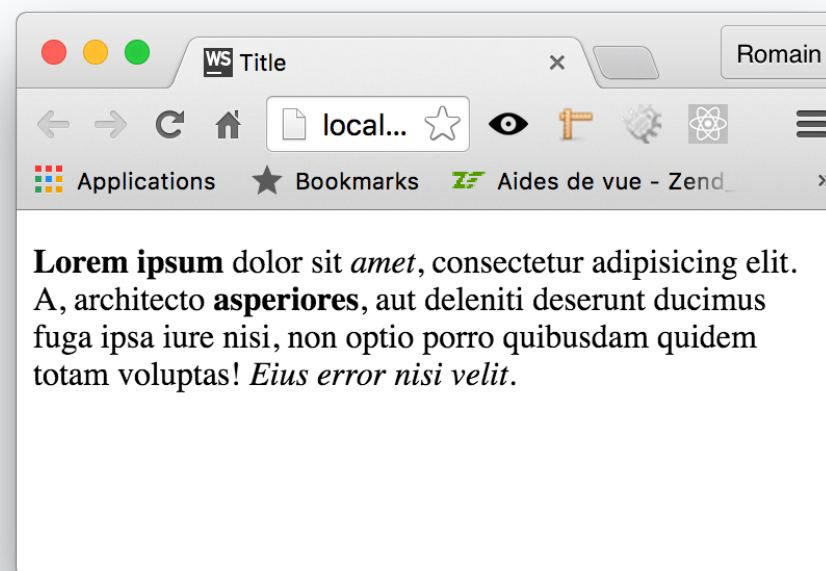 WS Title
Romain
local...
Applications Bookmarks ZF Aides de vue - Zend_
Lorem ipsum dolor sit amet, consectetur adipisicing elit.
A, architecto asperiores, aut deleniti deserunt ducimus
fuga ipsa iure nisi, non optio porro quibusdam quidem
totam voluptas! Eius error nisi velit.